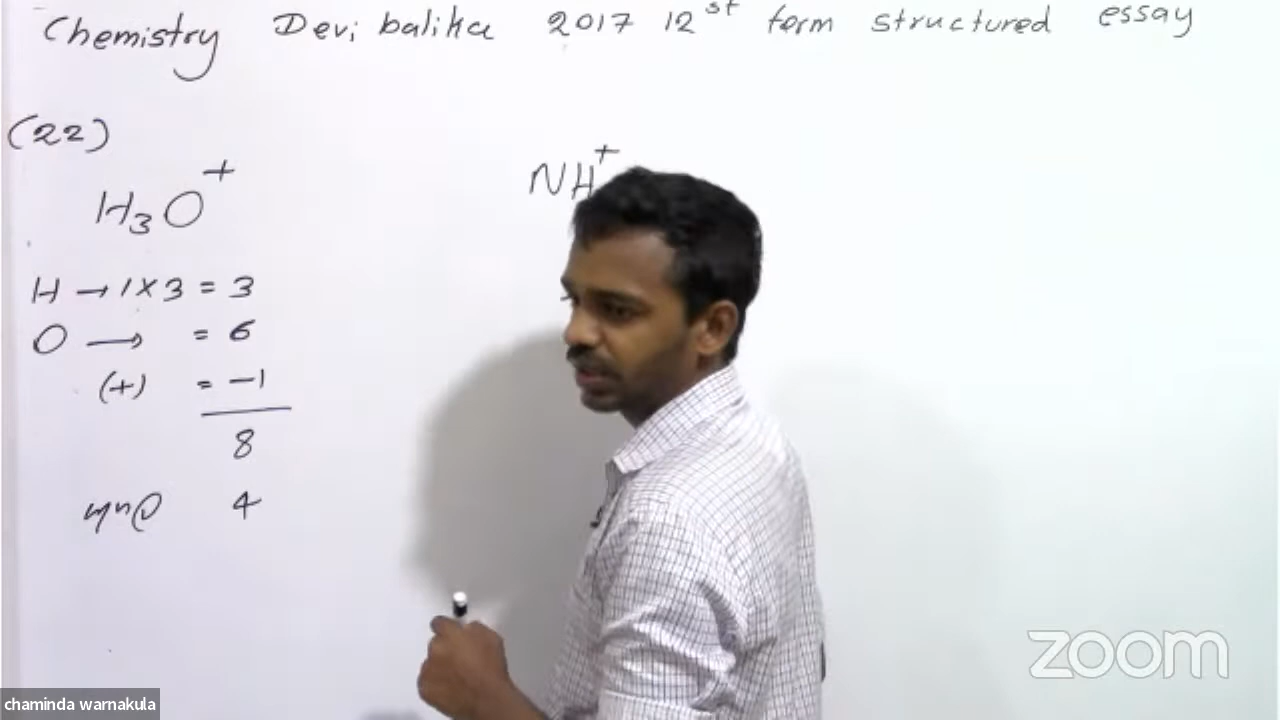 Chemistry Devi balika 2017 12st term structured essay
(22)
H3O+
NH+
H → 1 x 3 = 3
O → = 6
(+) = -1
8
4
zoom
chaminda warnakula